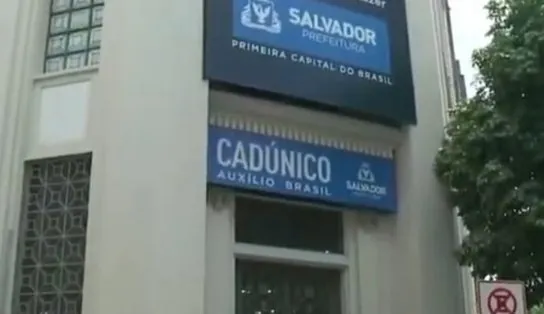 SALVADOR
PREFEITURA
PRIMEIRA CAPITAL DO BRASIL
CADÚNICO
AUXÍLIO BRASIL
SALVADOR
E